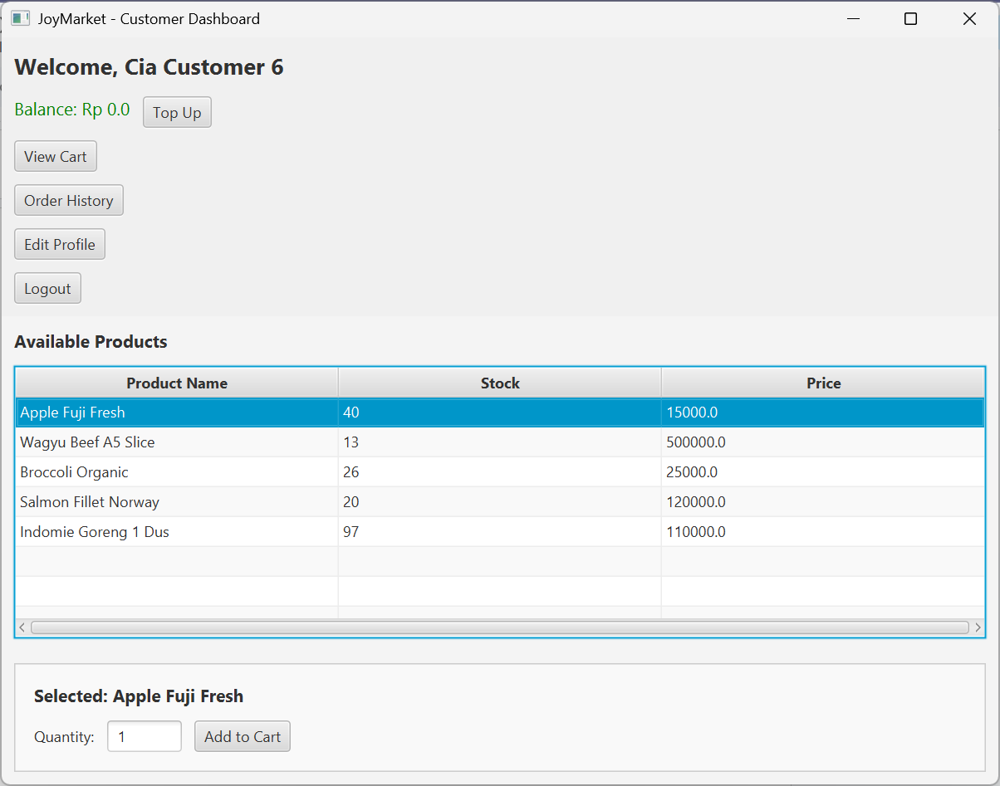 JoyMarket - Customer Dashboard
Welcome, Cia Customer 6
Balance: Rp 0.0 Top Up
View Cart
Order History
Edit Profile
Logout
Available Products
Product Name Stock Price
Apple Fuji Fresh 40 15000.0
Wagyu Beef A5 Slice 13 500000.0
Broccoli Organic 26 25000.0
Salmon Fillet Norway 20 120000.0
Indomie Goreng 1 Dus 97 110000.0
Selected: Apple Fuji Fresh
Quantity: 1 Add to Cart